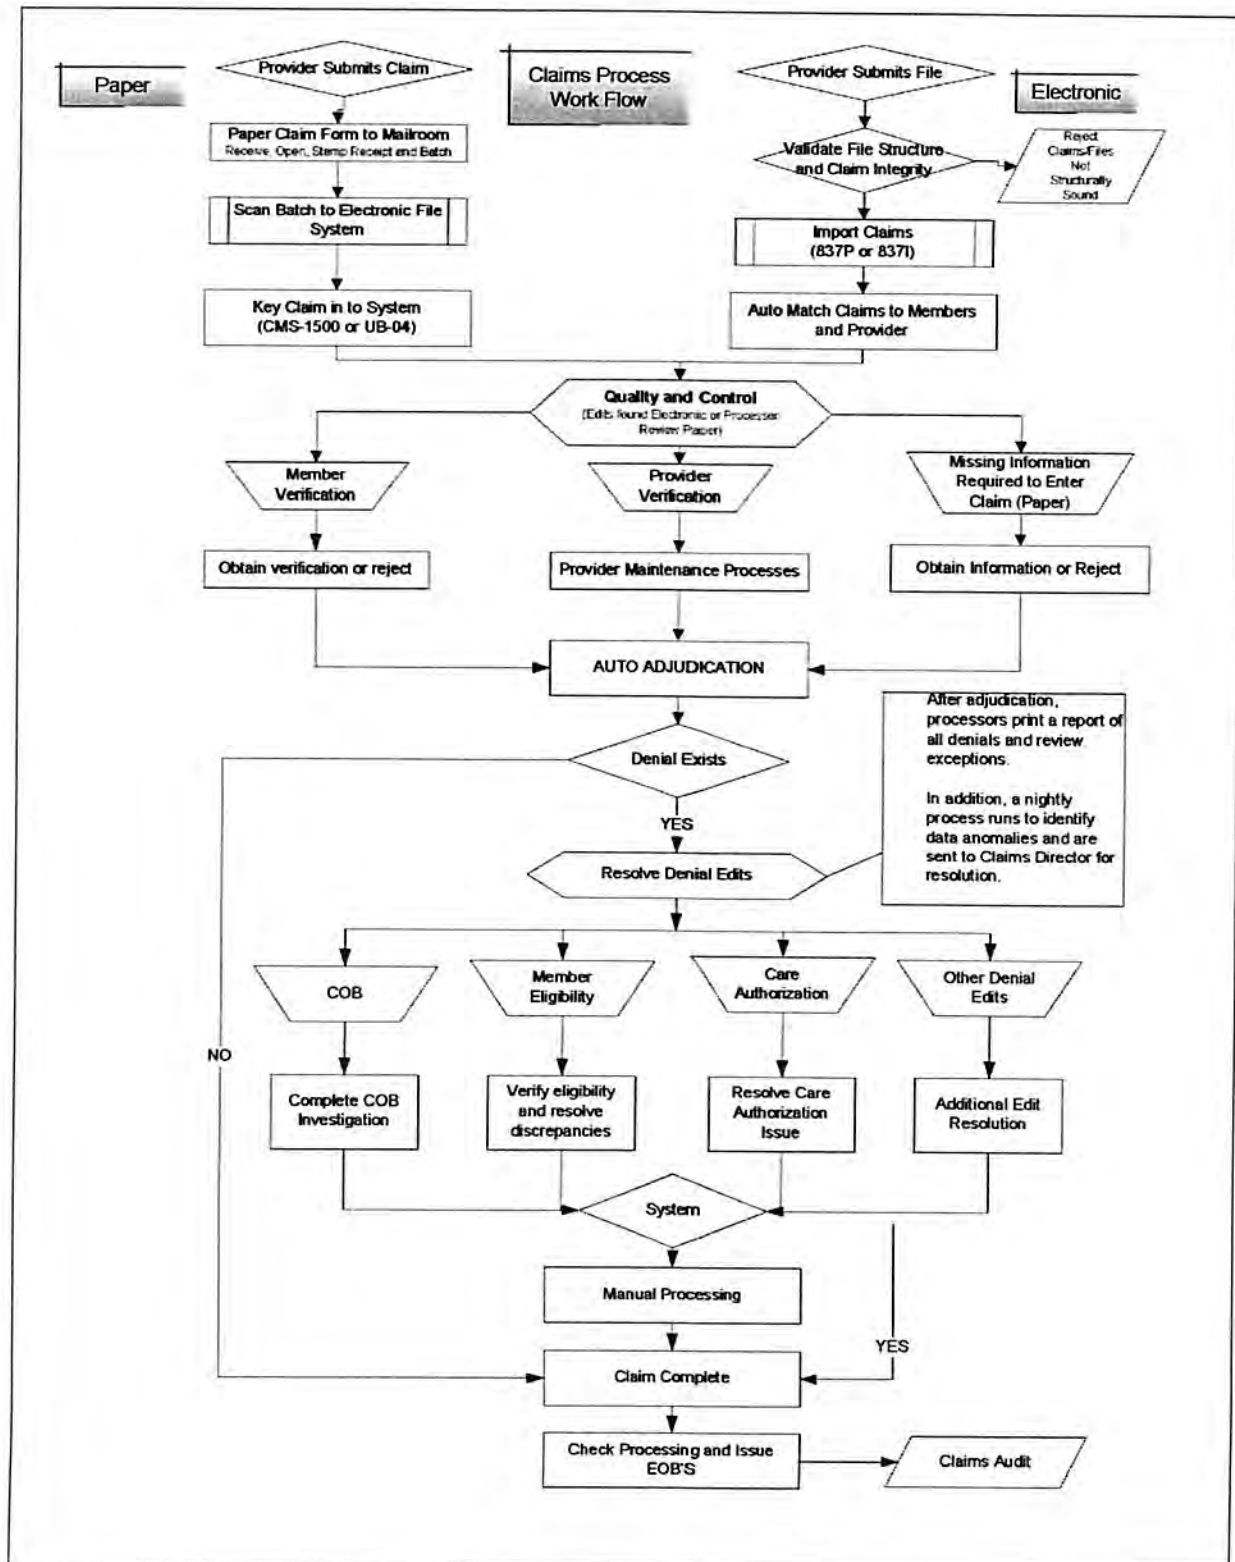 Paper
Provider Submits Claim
Claims Process
Work Flow
Provider Submits File
Electronic
Paper Claim Form to Mailroom
Receive, Open, Stamp Receipt and Batch
Validate File Structure
and Claim Integrity
Reject
Claims/Files
Not
Structurally
Sound
Scan Batch to Electronic File
System
Import Claims
(837P or 837I)
Key Claim in to System
(CMS-1500 or UB-04)
Auto Match Claims to Members
and Provider
Quality and Control
(Edits found Electronic or Processer
Review Paper)
Member
Verification
Provider
Verification
Missing Information
Required to Enter
Claim (Paper)
Obtain verification or reject
Provider Maintenance Processes
Obtain Information or Reject
AUTO ADJUDICATION
After adjudication,
processors print a report of
all denials and review
exceptions.
In addition, a nightly
process runs to identify
data anomalies and are
sent to Claims Director for
resolution.
Denial Exists
YES
Resolve Denial Edits
COB
Member
Eligibility
Care
Authorization
Other Denial
Edits
NO
Complete COB
Investigation
Verify eligibility
and resolve
discrepancies
Resolve Care
Authorization
Issue
Additional Edit
Resolution
System
Manual Processing
YES
Claim Complete
Check Processing and Issue
EOB'S
Claims Audit